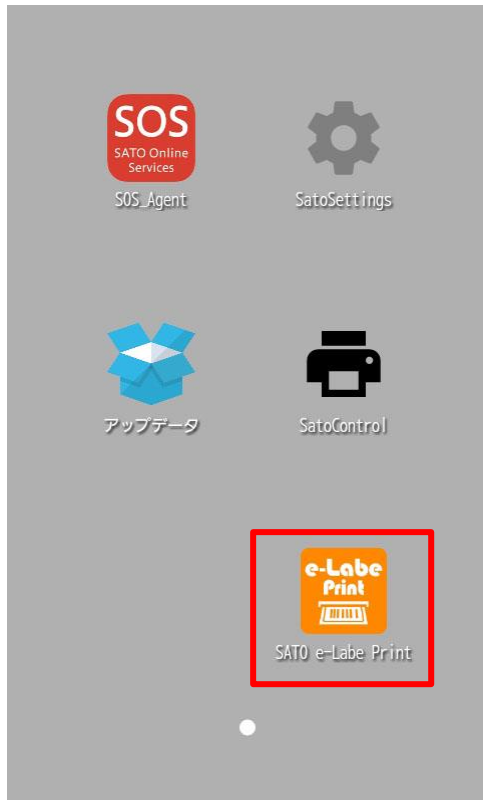 SOS
SATO Online
Services
SOS_Agent
SatoSettings
アップデータ
SatoControl
e-Labe
Print
SATO e-Labe Print